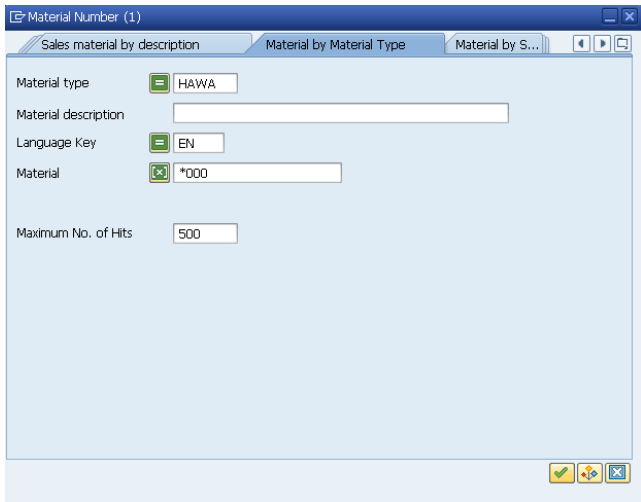 Material Number (1)
Sales material by description Material by Material Type Material by S...
Material type = HAWA
Material description
Language Key = EN
Material *000
Maximum No. of Hits 500